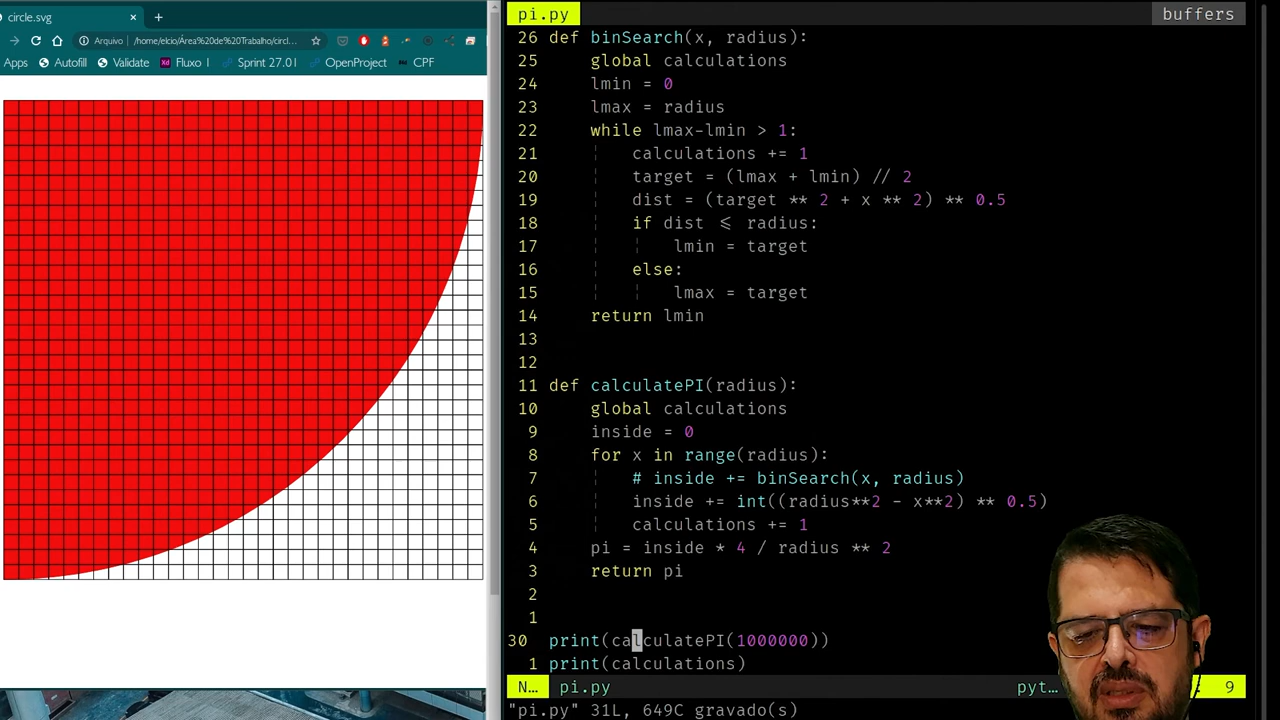 circle.svg
Arquivo /home/elcio/Área%20de%20Trabalho/circl...
Apps Autofill Validate Xd Fluxo 1 Sprint 27.01 OpenProject CPF
pi.py buffers
26 def binSearch(x, radius):
25 global calculations
24 lmin = 0
23 lmax = radius
22 while lmax-lmin > 1:
21 calculations += 1
20 target = (lmax + lmin) // 2
19 dist = (target ** 2 + x ** 2) ** 0.5
18 if dist ≤ radius:
17 lmin = target
16 else:
15 lmax = target
14 return lmin
13
12
11 def calculatePI(radius):
10 global calculations
9 inside = 0
8 for x in range(radius):
7 # inside += binSearch(x, radius)
6 inside += int((radius**2 - x**2) ** 0.5)
5 calculations += 1
4 pi = inside * 4 / radius ** 2
3 return pi
2
1
30 print(calculatePI(1000000))
1 print(calculations)
N… pi.py pyt… : 9
"pi.py" 31L, 649C gravado(s)